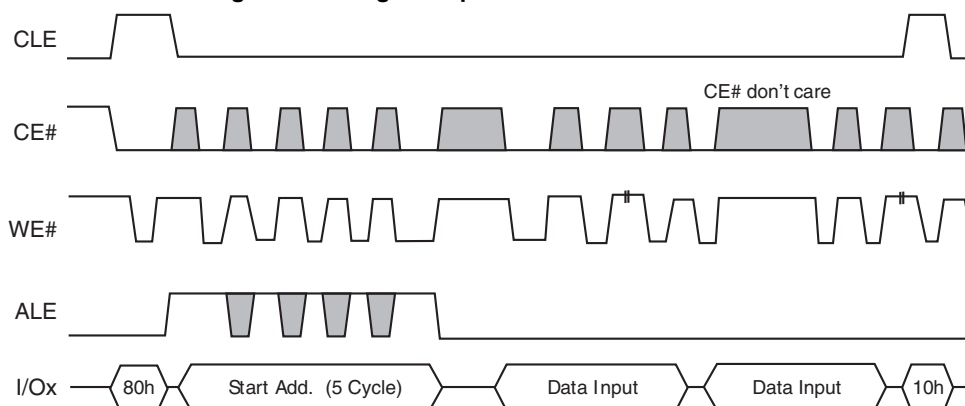 CLE
CE#
CE# don't care
WE#
ALE
I/Ox
80h
Start Add. (5 Cycle)
Data Input
Data Input
10h